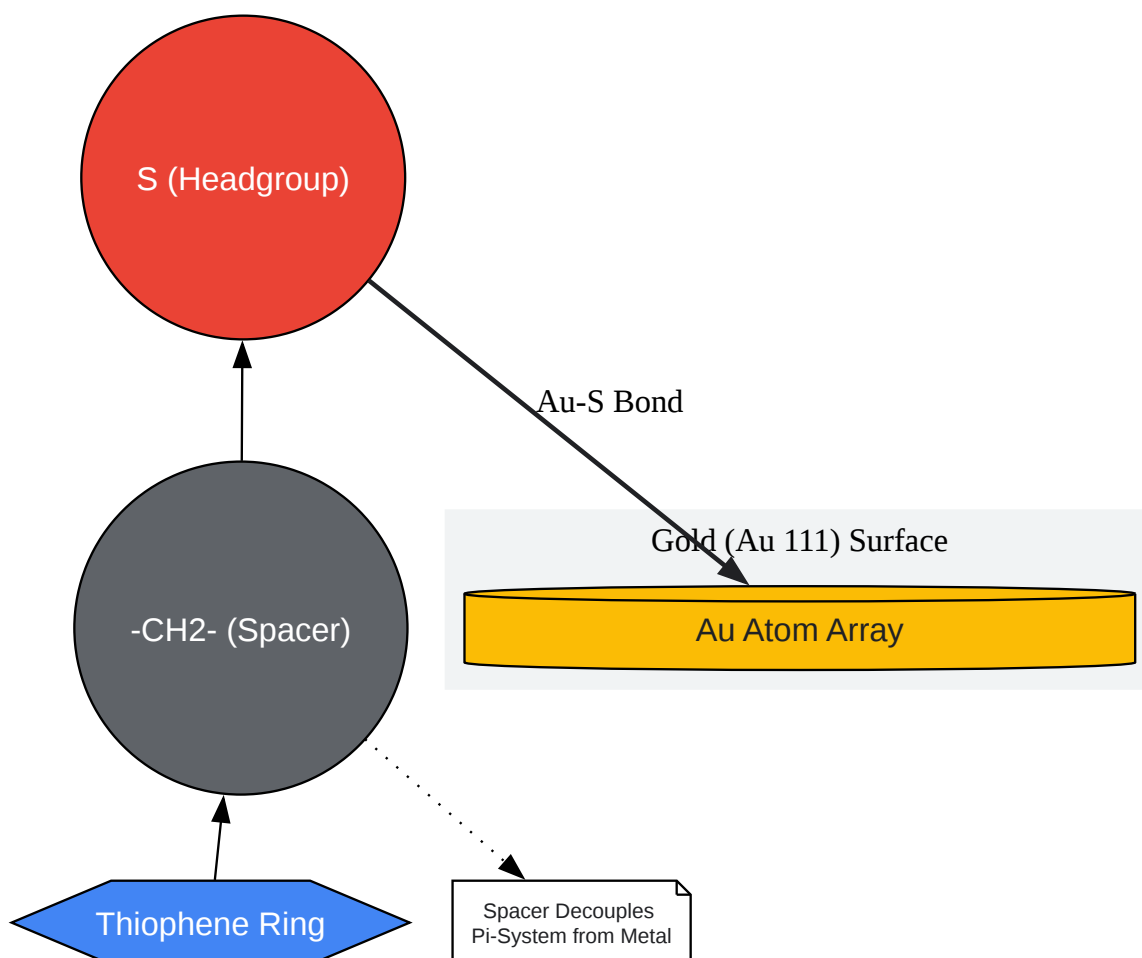 S (Headgroup)
Au-S Bond
Gold (Au 111) Surface
-CH2- (Spacer)
Au Atom Array
Thiophene Ring
Spacer Decouples
Pi-System from Metal